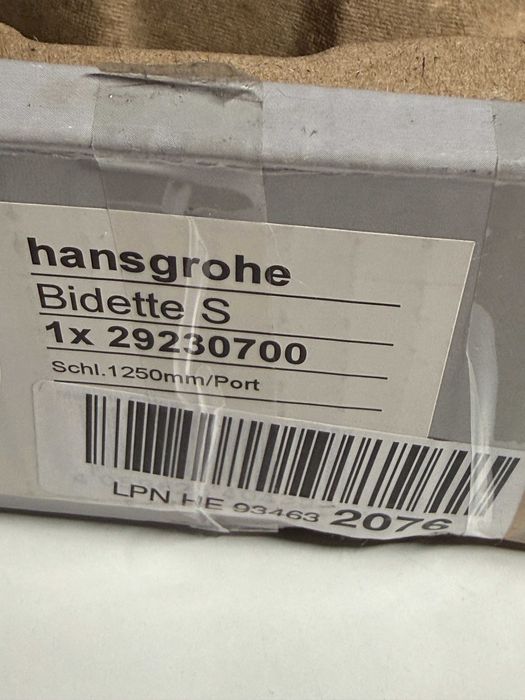 hansgrohe
Bidette S
1x 29230700
Schl.1250mm/Port
LPN HE 93463 2076